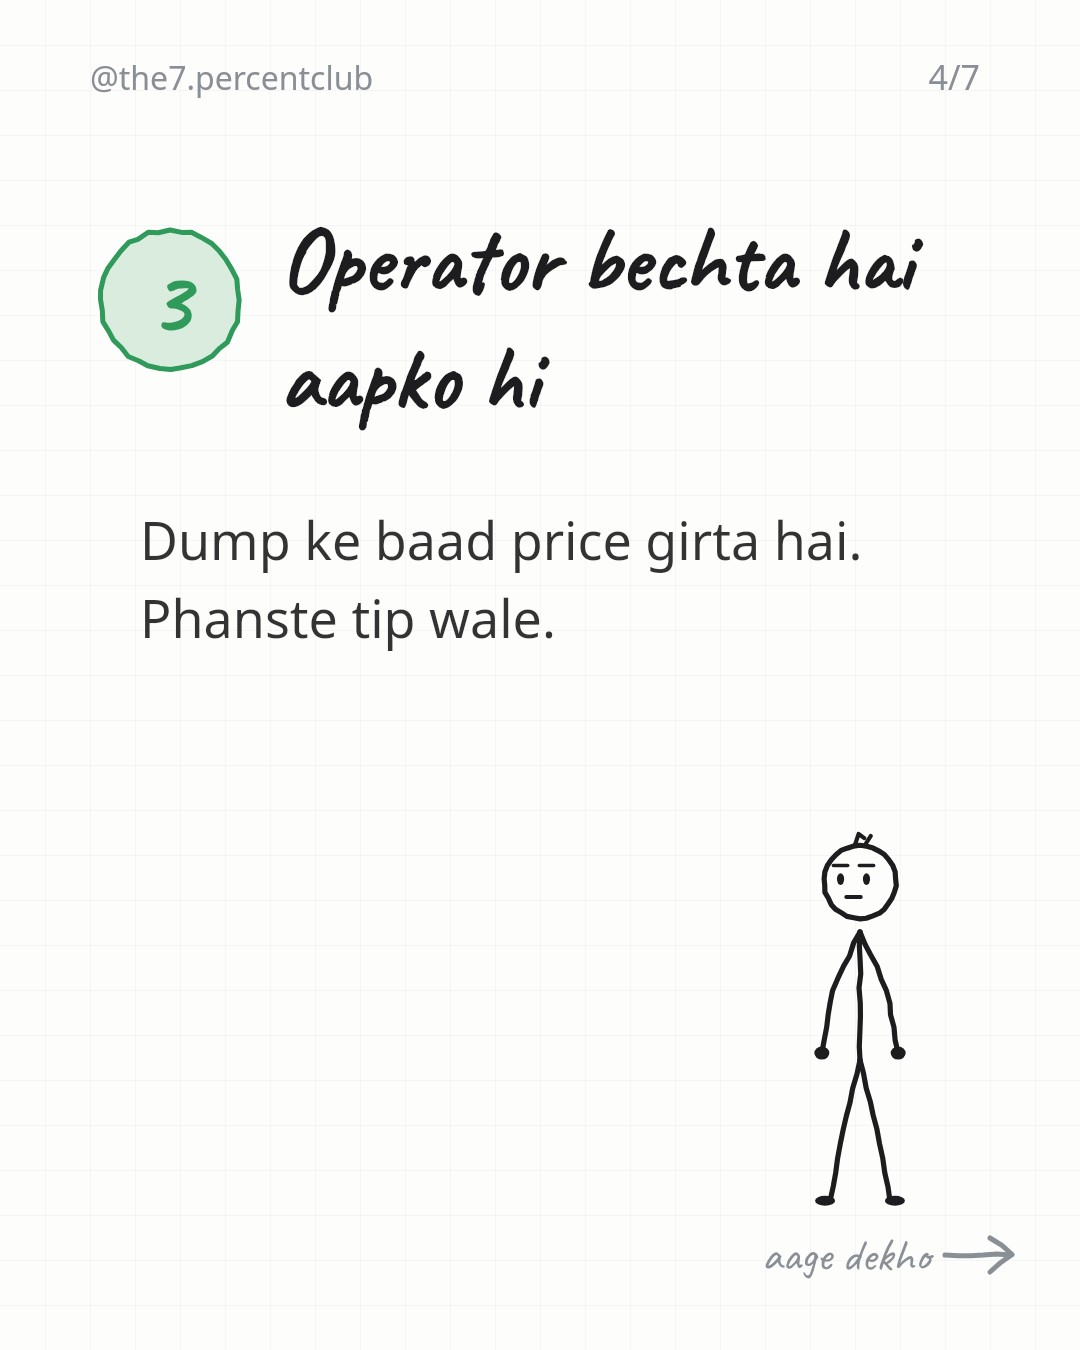 @the7.percentclub
4/7
3
Operator bechta hai
aapko hi
Dump ke baad price girta hai.
Phanste tip wale.
aage dekho